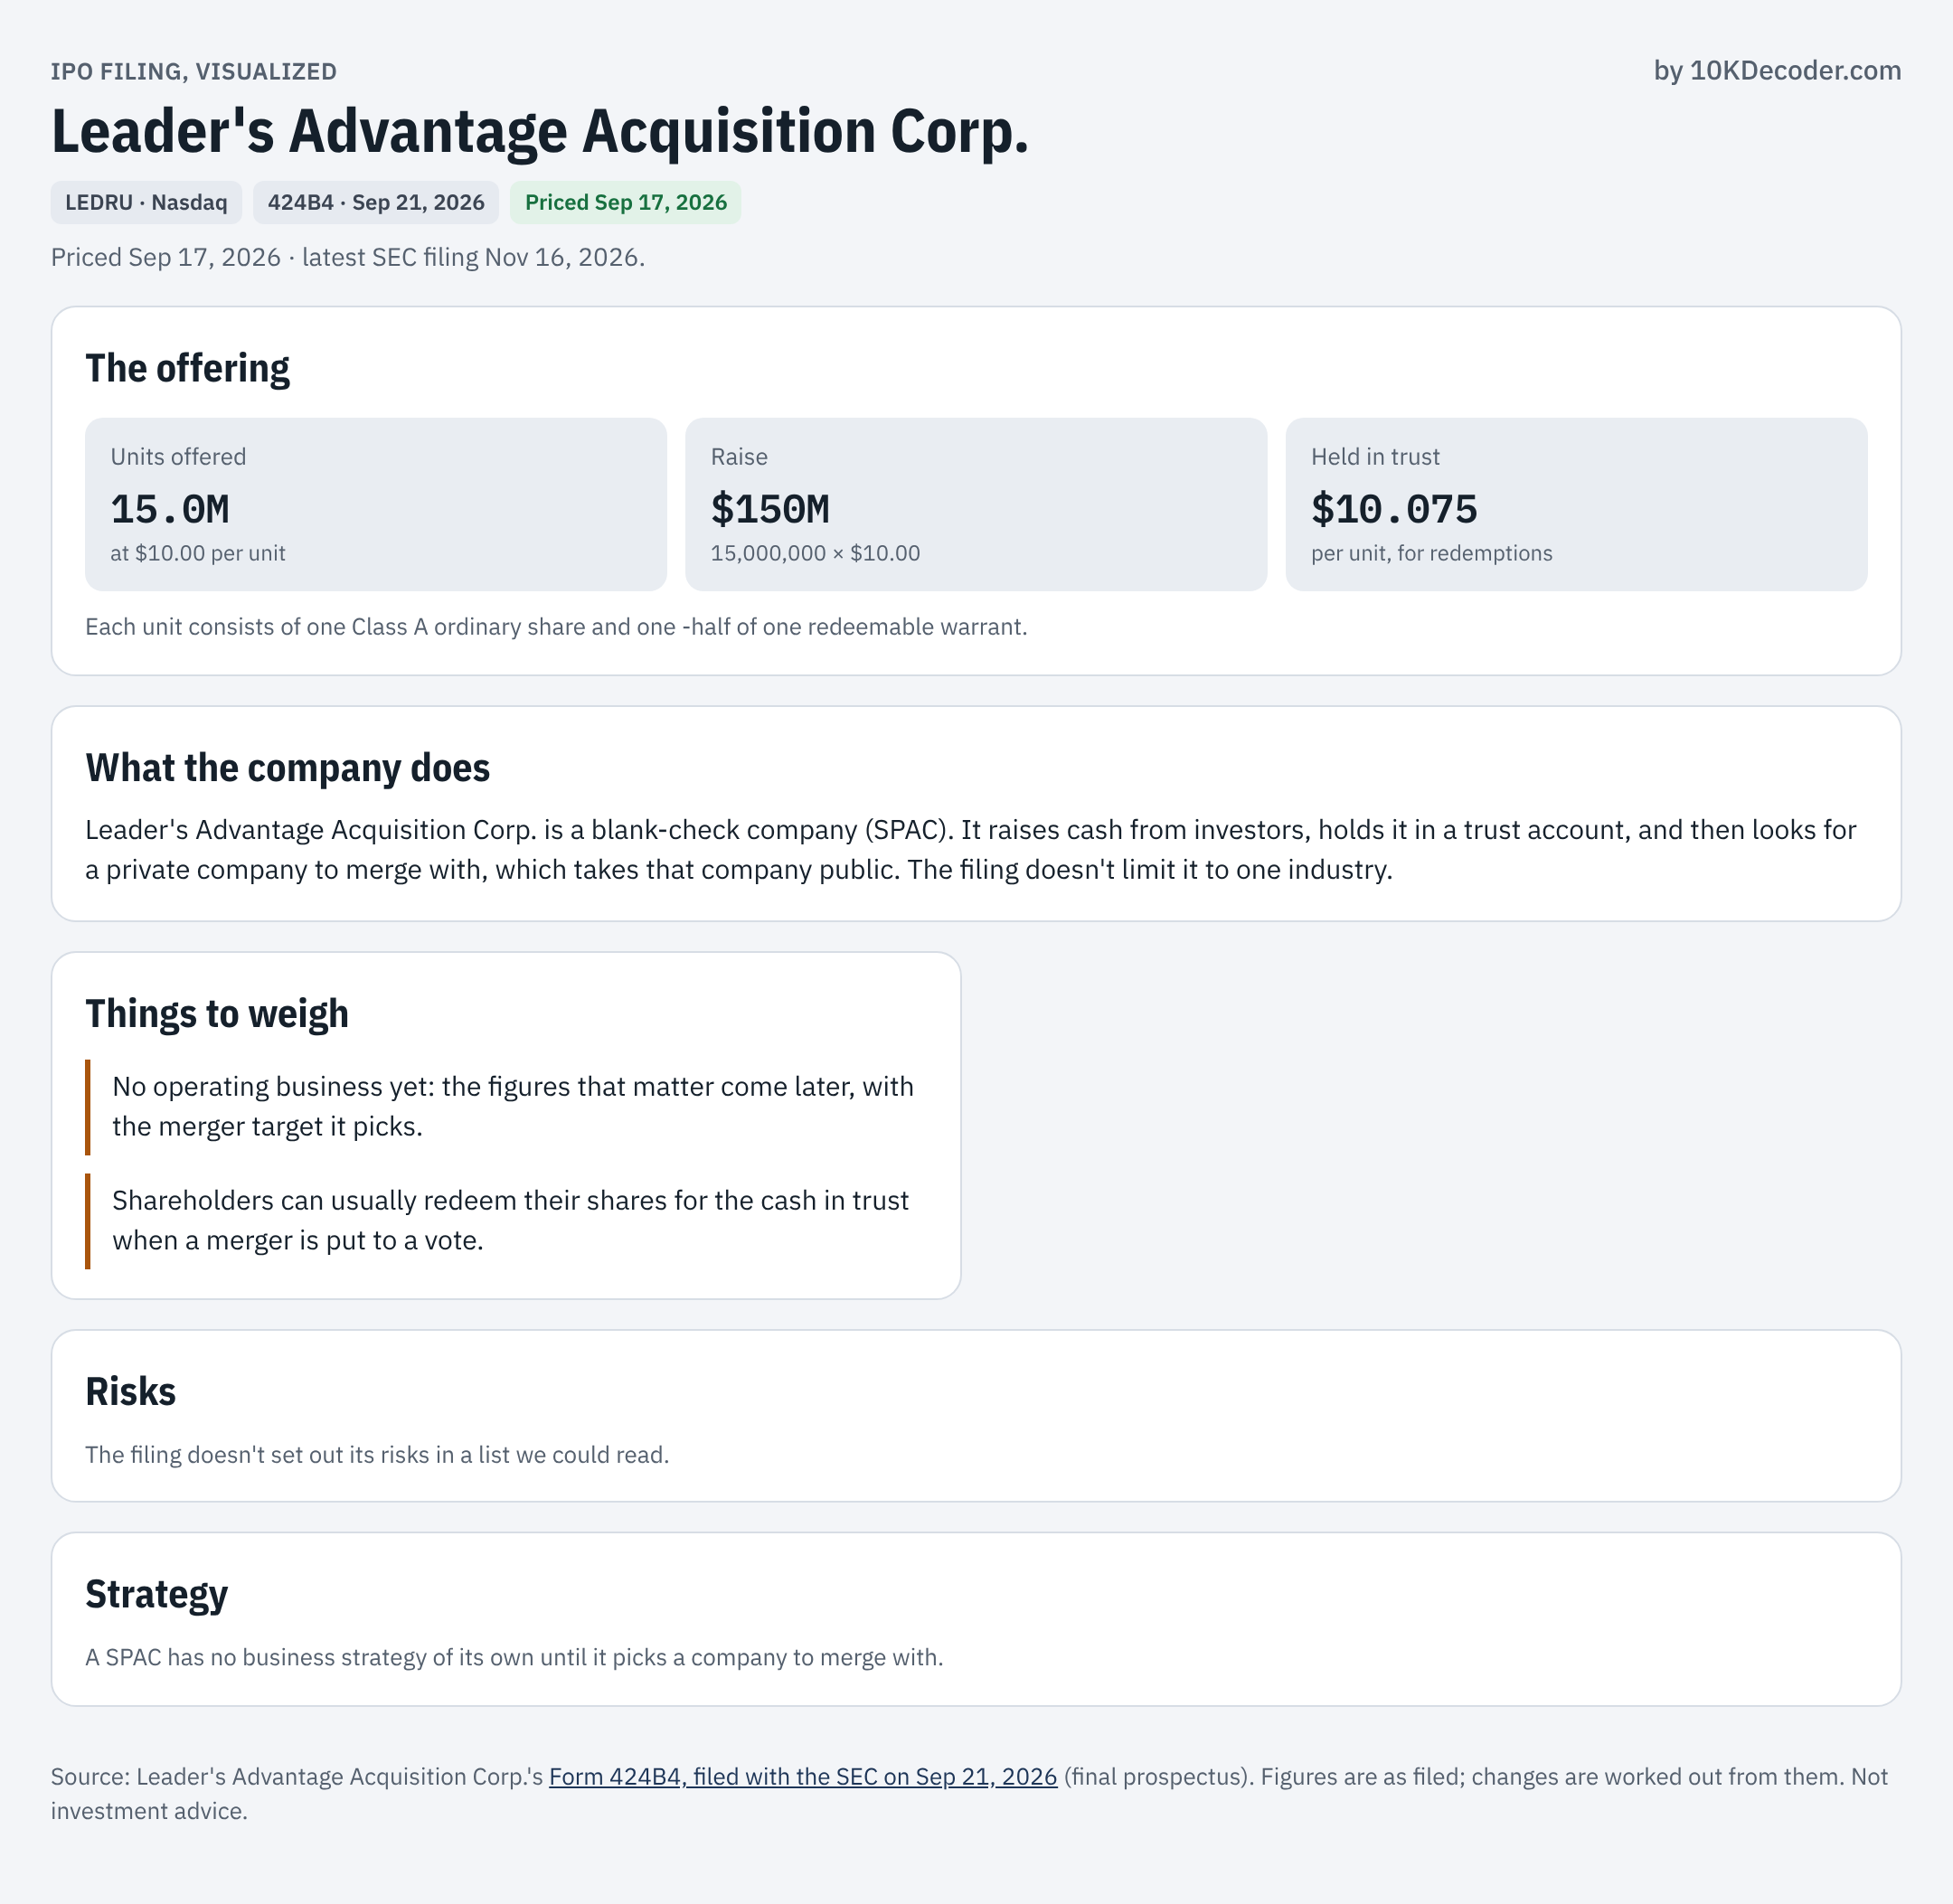 IPO FILING, VISUALIZED
by 10KDecoder.com
Leader's Advantage Acquisition Corp.
LEDRU · Nasdaq
424B4 · Sep 21, 2026
Priced Sep 17, 2026
Priced Sep 17, 2026 · latest SEC filing Nov 16, 2026.
The offering
Units offered
15.0M
at $10.00 per unit
Raise
$150M
15,000,000 × $10.00
Held in trust
$10.075
per unit, for redemptions
Each unit consists of one Class A ordinary share and one -half of one redeemable warrant.
What the company does
Leader's Advantage Acquisition Corp. is a blank-check company (SPAC). It raises cash from investors, holds it in a trust account, and then looks for
a private company to merge with, which takes that company public. The filing doesn't limit it to one industry.
Things to weigh
No operating business yet: the figures that matter come later, with
the merger target it picks.
Shareholders can usually redeem their shares for the cash in trust
when a merger is put to a vote.
Risks
The filing doesn't set out its risks in a list we could read.
Strategy
A SPAC has no business strategy of its own until it picks a company to merge with.
Source: Leader's Advantage Acquisition Corp.'s Form 424B4, filed with the SEC on Sep 21, 2026 (final prospectus). Figures are as filed; changes are worked out from them. Not
investment advice.